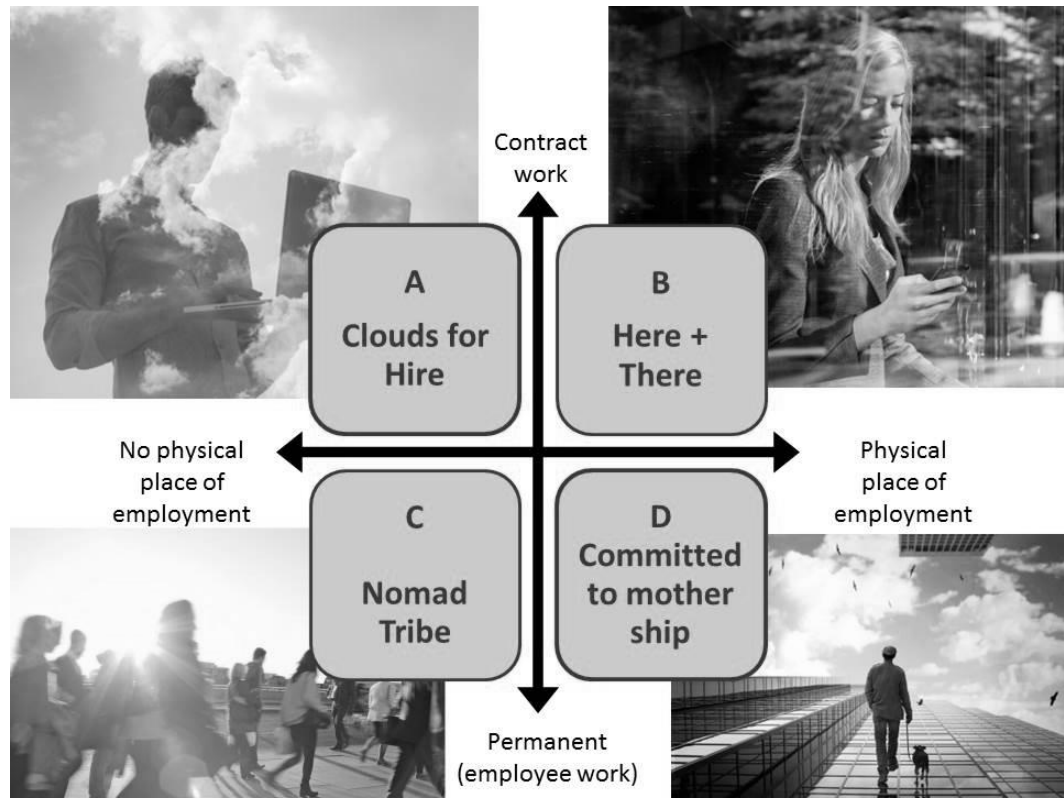 Contract
work
A
Clouds for
Hire
B
Here +
There
No physical
place of
employment
Physical
place of
employment
C
Nomad
Tribe
D
Committed
to mother
ship
Permanent
(employee work)